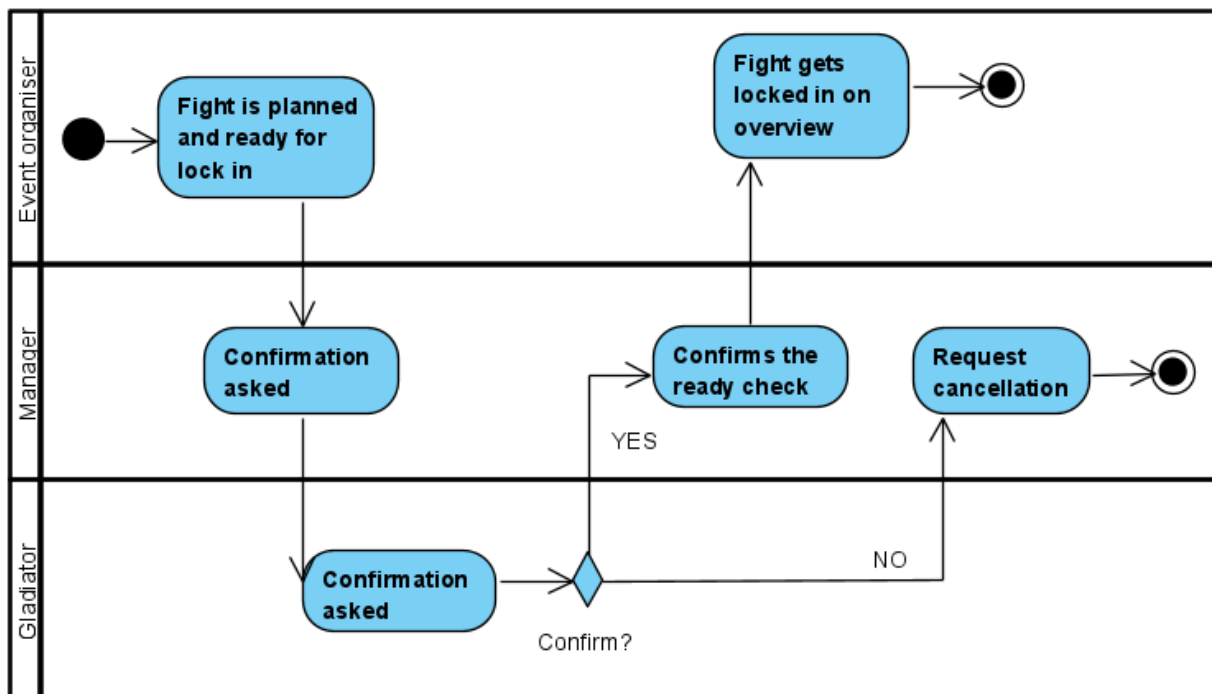 Event organiser
Fight is planned
and ready for
lock in
Fight gets
locked in on
overview
Manager
Confirmation
asked
Confirms the
ready check
Request
cancellation
YES
Gladiator
Confirmation
asked
Confirm?
NO